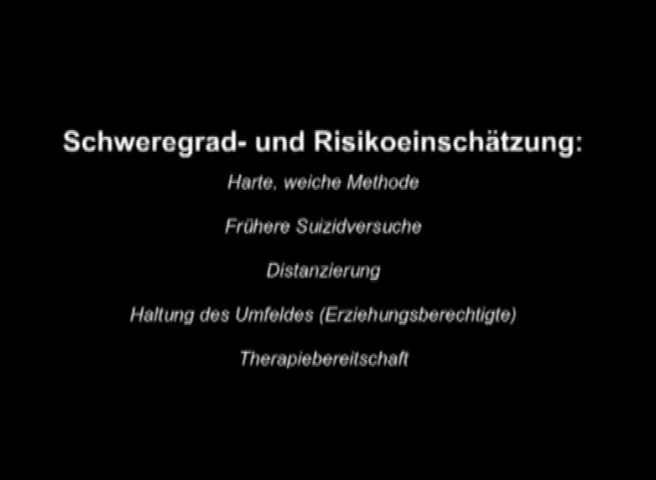 Schweregrad- und Risikoeinschätzung:
Harte, weiche Methode
Frühere Suizidversuche
Distanzierung
Haltung des Umfeldes (Erziehungsberechtigte)
Therapiebereitschaft